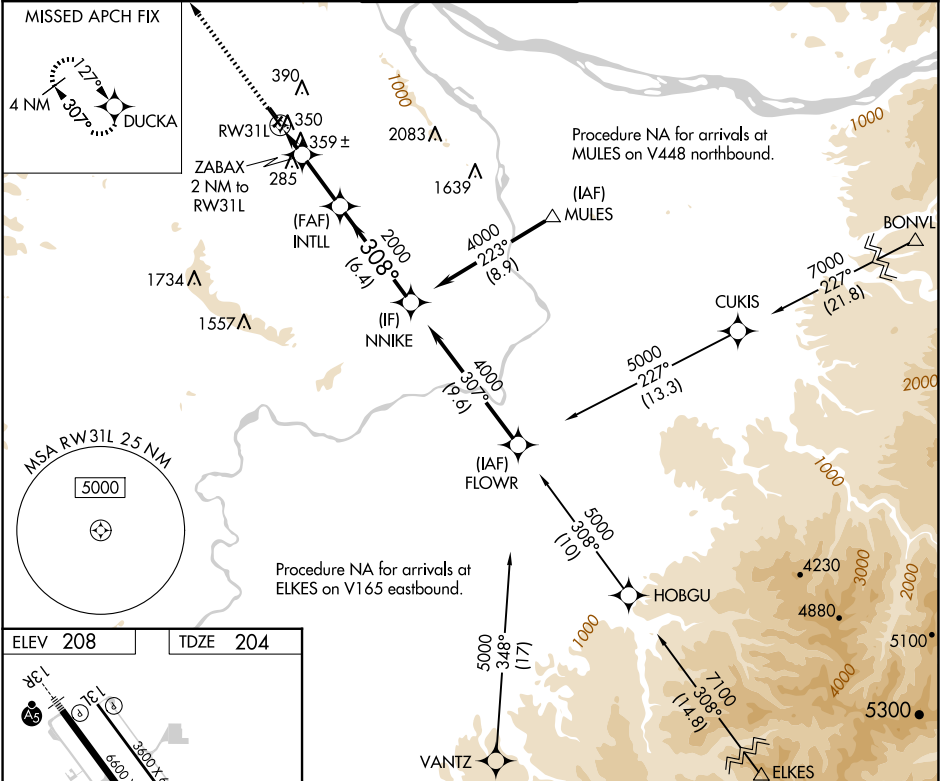 MISSED APCH FIX
127°
4 NM
307°
DUCKA
390
350
RW31L
359 ±
ZABAX
2 NM to
RW31L
285
1000
2083
1639
(FAF)
INTLL
2000
308°
(6.4)
Procedure NA for arrivals at
MULES on V448 northbound.
1000
(IAF)
MULES
4000
223°
(8.9)
BONVL
7000
227°
(21.8)
1734
1557
(IF)
NNIKE
CUKIS
5000
227°
(13.3)
4000
307°
(9.6)
2000
MSA RW31L 25 NM
5000
(IAF)
FLOWR
1000
5000
308°
(10)
Procedure NA for arrivals at
ELKES on V165 eastbound.
HOBGU
4230
3000
2000
4880
5100
1000
4000
5300
5000
348°
(17)
7100
308°
(14.8)
VANTZ
ELKES
ELEV 208
TDZE 204
13R
13L
P
P
A5
6600
3600 X